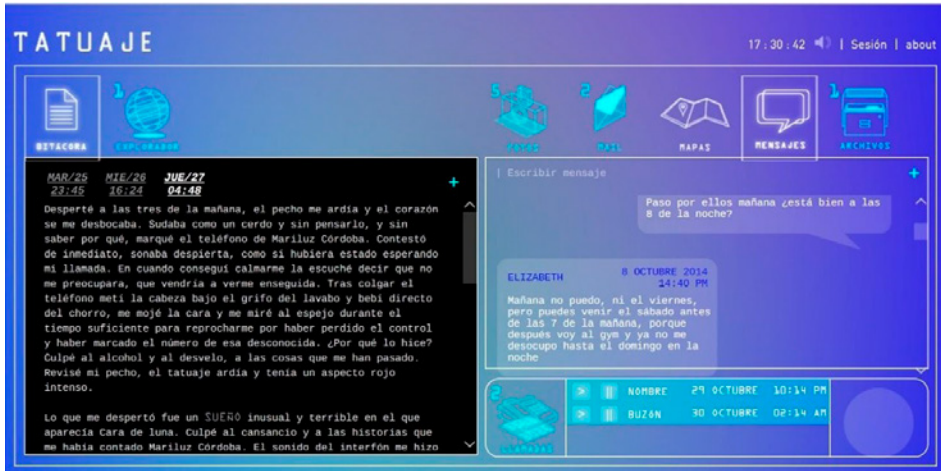 TATUAJE
17:30:42 | Sesión | about
1
5
2
1
BITACORA
EXPLORADOR
FOTOS
MAIL
MAPAS
MENSAJES
ARCHIVOS
MAR/25 MIE/26 JUE/27
23:45 16:24 04:48
+
Desperté a las tres de la mañana, el pecho me ardía y el corazón
se me desbocaba. Sudaba como un cerdo y sin pensarlo, y sin
saber por qué, marqué el teléfono de Mariluz Córdoba. Contestó
de inmediato, sonaba despierta, como si hubiera estado esperando
mi llamada. En cuando conseguí calmarme la escuché decir que no
me preocupara, que vendría a verme enseguida. Tras colgar el
teléfono metí la cabeza bajo el grifo del lavabo y bebí directo
del chorro, me mojé la cara y me miré al espejo durante el
tiempo suficiente para reprocharme por haber perdido el control
y haber marcado el número de esa desconocida. ¿Por qué lo hice?
Culpé al alcohol y al desvelo, a las cosas que me han pasado.
Revisé mi pecho, el tatuaje ardía y tenía un aspecto rojo
intenso.
Lo que me despertó fue un SUEÑO inusual y terrible en el que
aparecía Cara de luna. Culpé al cansancio y a las historias que
me había contado Mariluz Córdoba. El sonido del interfón me hizo
| Escribir mensaje
+
Paso por ellos mañana ¿está bien a las
8 de la noche?
ELIZABETH 8 OCTUBRE 2014
14:40 PM
Mañana no puedo, ni el viernes,
pero puedes venir el sábado antes
de las 7 de la mañana, porque
después voy al gym y ya no me
desocupo hasta el domingo en la
noche
2
LLAMADAS
> || NOMBRE 29 OCTUBRE 10:14 PM
> || BUZÓN 30 OCTUBRE 02:14 AM